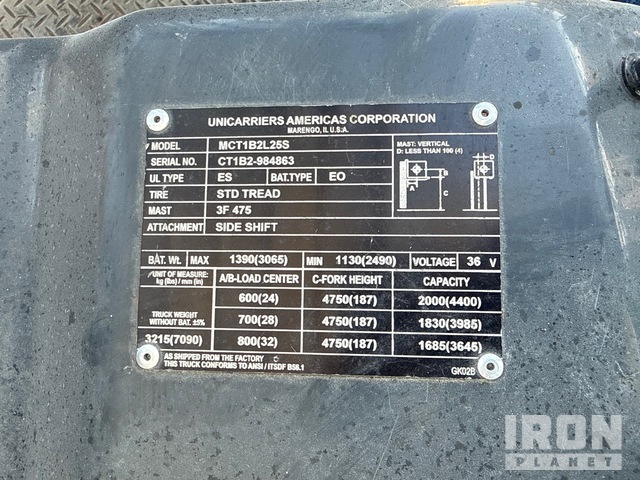 UNICARRIERS AMERICAS CORPORATION
MARENGO, IL U.S.A.
MODEL MCT1B2L25S
SERIAL NO. CT1B2-984863
UL TYPE ES BAT.TYPE EO
TIRE STD TREAD
MAST 3F 475
ATTACHMENT SIDE SHIFT
MAST: VERTICAL
D: LESS THAN 100 (4)
A
C
BAT. Wt. MAX 1390(3065) MIN 1130(2490) VOLTAGE 36 V
UNIT OF MEASURE: kg (lbs) / mm (in) A/B-LOAD CENTER C-FORK HEIGHT CAPACITY
600(24) 4750(187) 2000(4400)
TRUCK WEIGHT WITHOUT BAT. ±5% 700(28) 4750(187) 1830(3985)
3215(7090) 800(32) 4750(187) 1685(3645)
AS SHIPPED FROM THE FACTORY
THIS TRUCK CONFORMS TO ANSI / ITSDF B56.1
GK02B
IRON
PLANET